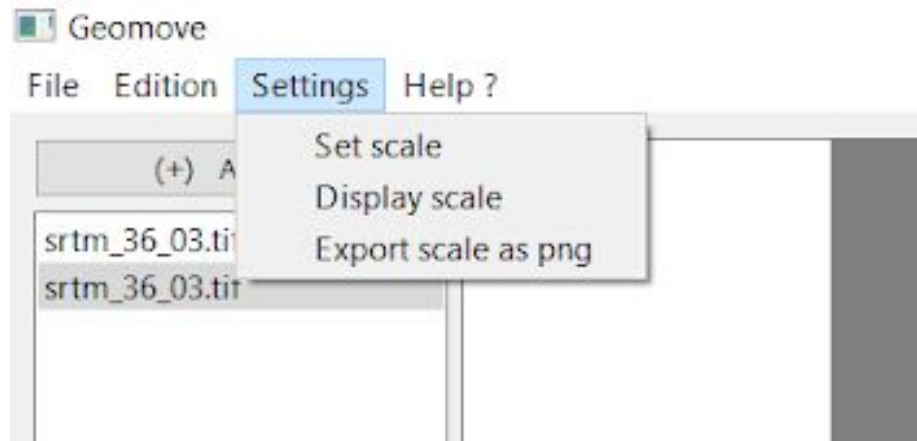 Geomove
File Edition Settings Help ?
Set scale
(+) A
Display scale
srtm_36_03.tif
Export scale as png
srtm_36_03.tif